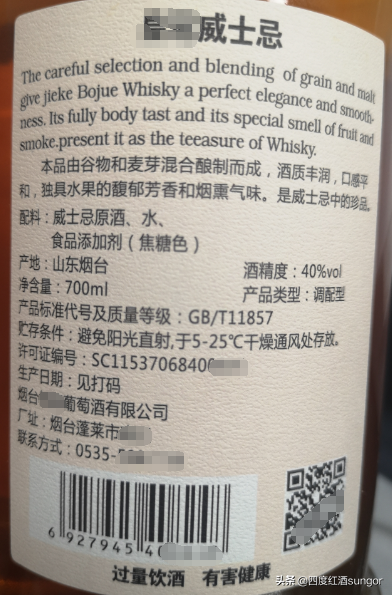 威士忌
The careful selection and blending of grain and malt
give jieke Bojue Whisky a perfect elegance and smooth-
ness. Its fully body tast and its special smell of fruit and
smoke.present it as the teeasure of Whisky.
本品由谷物和麦芽混合酿制而成，酒质丰润，口感平
和，独具水果的馥郁芳香和烟熏气味。是威士忌中的珍品。
配料：威士忌原酒、水、
食品添加剂（焦糖色）
产地：山东烟台 酒精度：40%vol
净含量：700ml 产品类型：调配型
产品标准代号及质量等级：GB/T11857
贮存条件：避免阳光直射,于5-25℃干燥通风处存放。
许可证编号：SC11537068400
生产日期：见打码
烟台 葡萄酒有限公司
厂址：烟台蓬莱市
联系方式：0535-
6 927945 4
过量饮酒 有害健康
头条 @四度红酒sungor